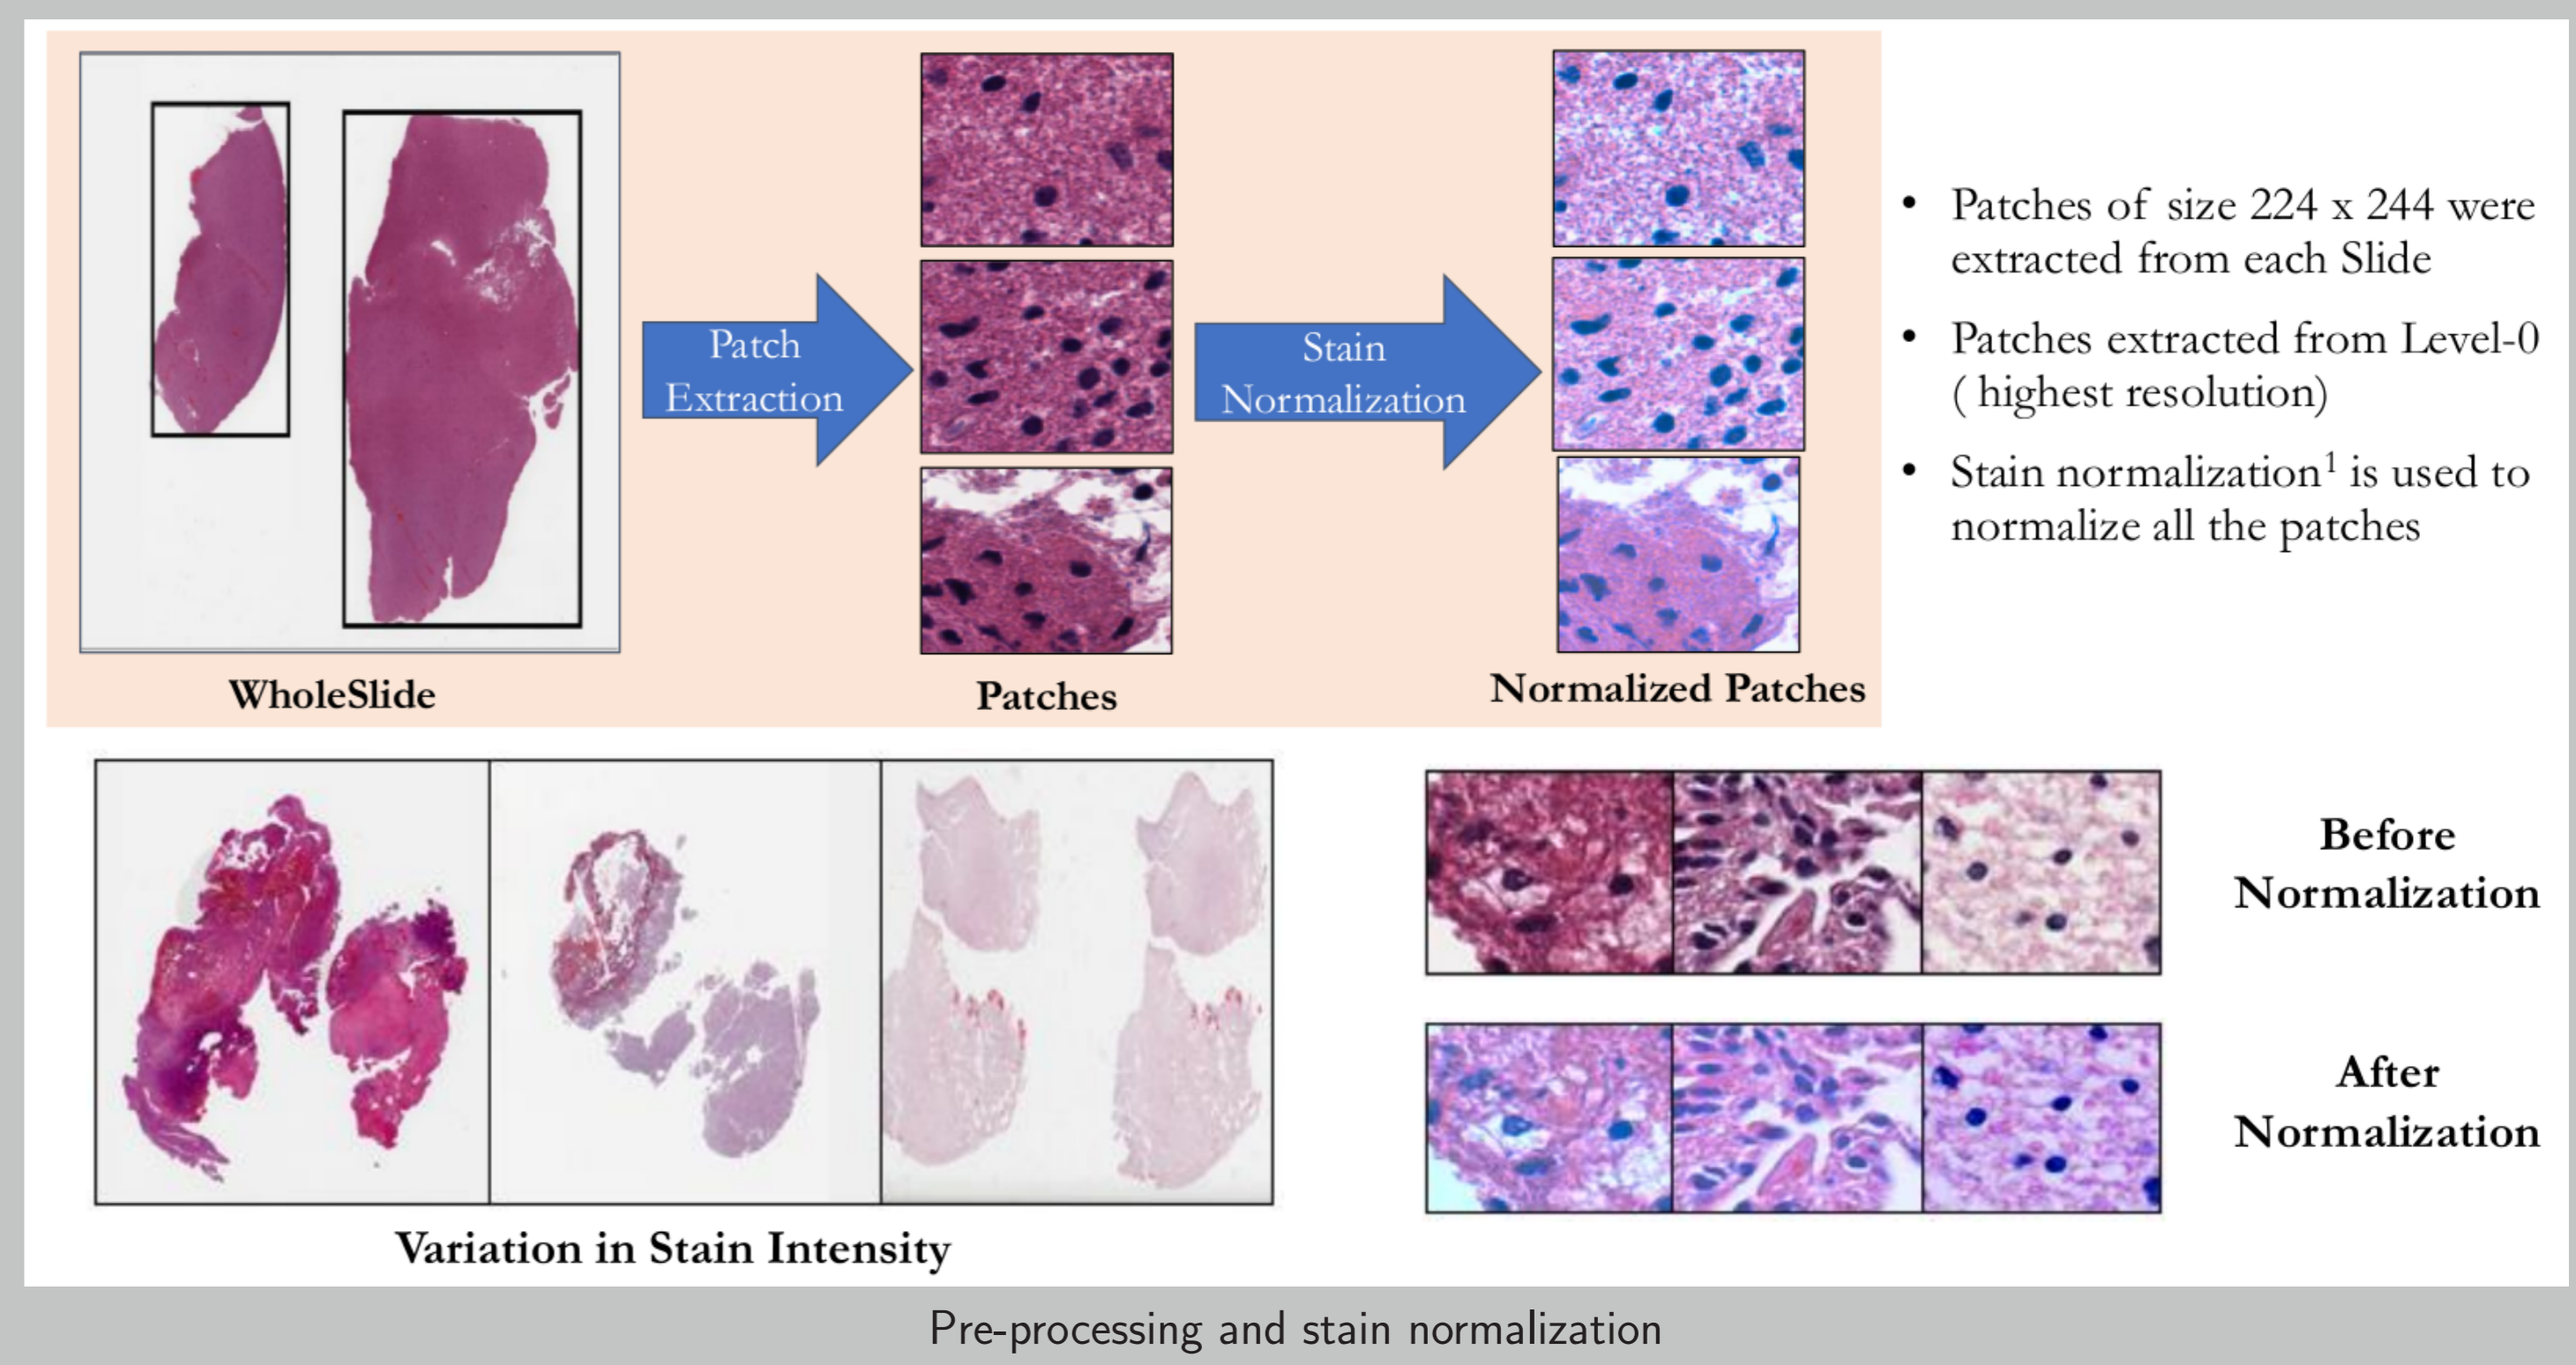 Patch
Extraction
Stain
Normalization
WholeSlide
Patches
Normalized Patches
• Patches of size 224 x 244 were
extracted from each Slide
• Patches extracted from Level-0
( highest resolution)
• Stain normalization¹ is used to
normalize all the patches
Variation in Stain Intensity
Before
Normalization
After
Normalization
Pre-processing and stain normalization